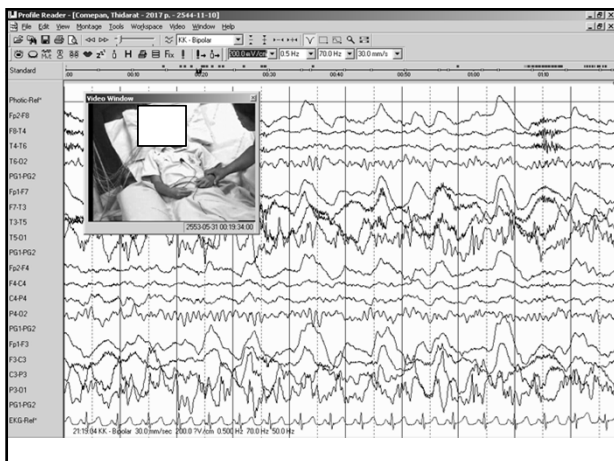 Profile Reader - [Comepan, Thidarat - 2017 p. - 2544-11-10]
File Edit View Montage Tools Workspace Video Window Help
KK - Bipolar
200.0 ?V/cm 0.5 Hz 70.0 Hz 30.0 mm/s
Standard
:00 00:10 00:20 00:30 00:40 00:50 01:00 01:10
Photic-Ref*
Video Window
Fp2-F8
F8-T4
T4-T6
T6-O2
PG1-PG2
Fp1-F7
F7-T3
T3-T5
T5-O1
2553-05-31 00:19:34:00
PG1-PG2
Fp2-F4
F4-C4
C4-P4
P4-O2
PG1-PG2
Fp1-F3
F3-C3
C3-P3
P3-O1
PG1-PG2
EKG-Ref*
21:19:04 KK - Bipolar 30.0 mm/sec 200.0 ?V/cm 0.500 Hz 70.0 Hz 50.0 Hz